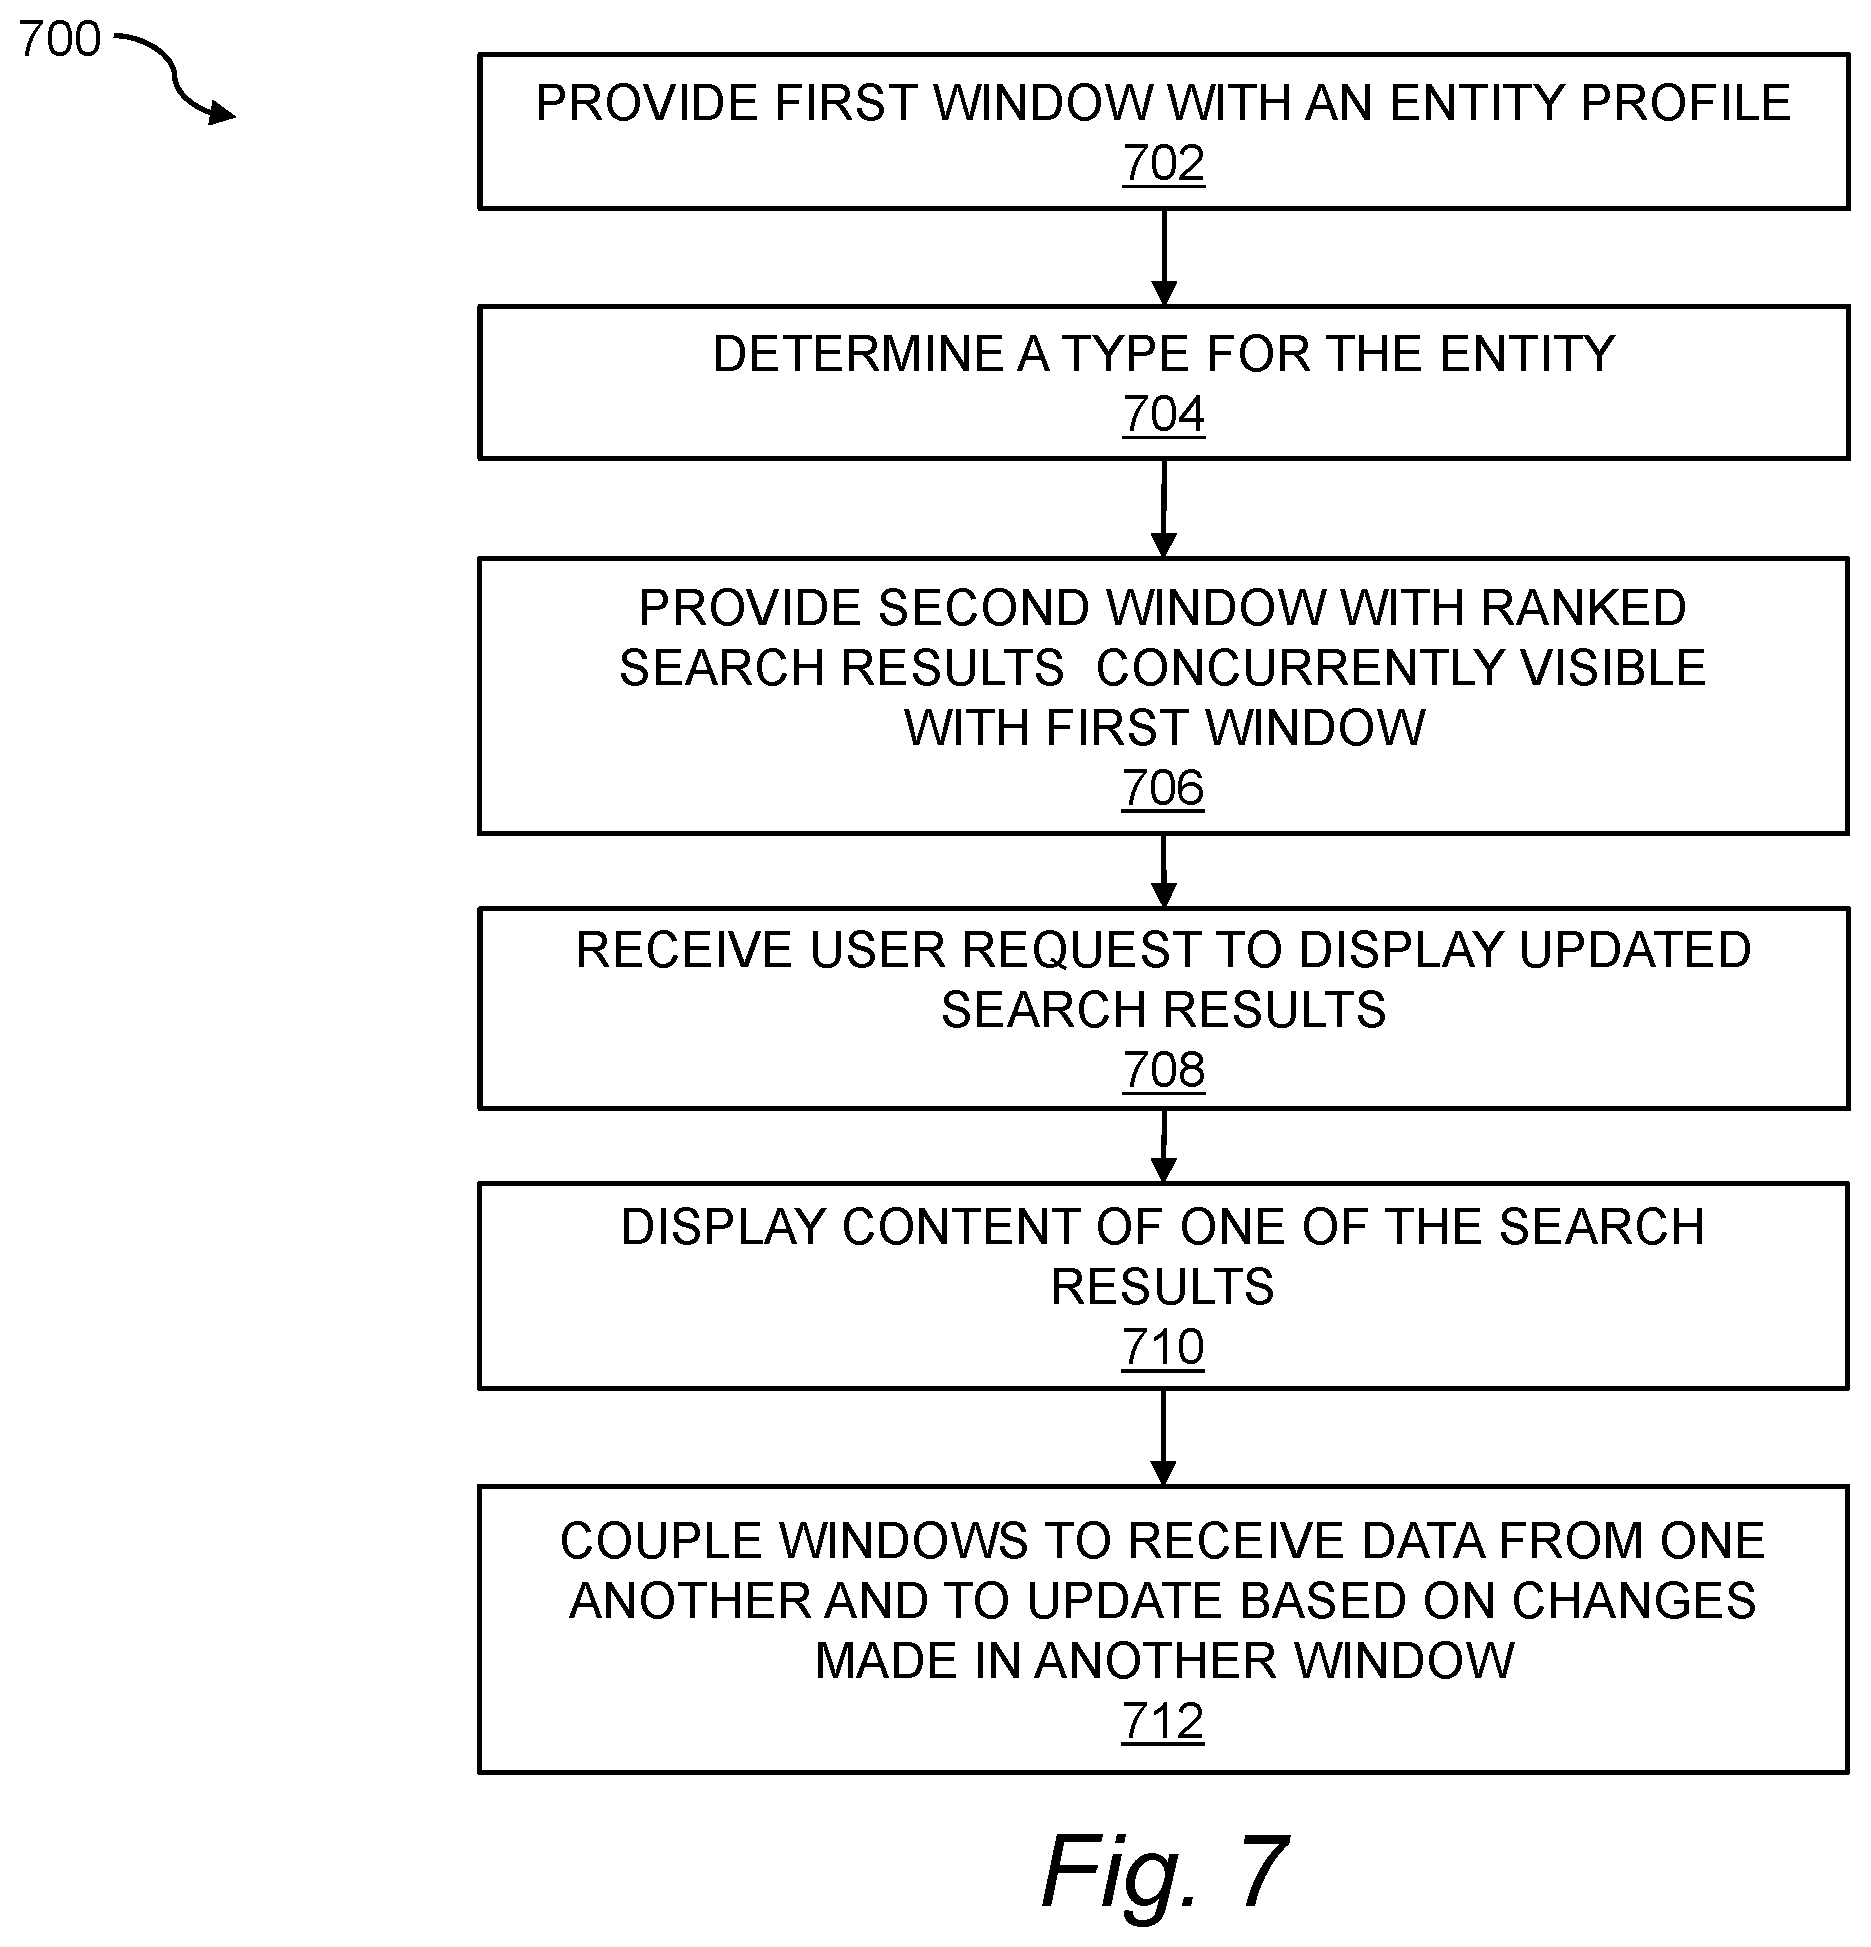 700
PROVIDE FIRST WINDOW WITH AN ENTITY PROFILE
702
DETERMINE A TYPE FOR THE ENTITY
704
PROVIDE SECOND WINDOW WITH RANKED
SEARCH RESULTS CONCURRENTLY VISIBLE
WITH FIRST WINDOW
706
RECEIVE USER REQUEST TO DISPLAY UPDATED
SEARCH RESULTS
708
DISPLAY CONTENT OF ONE OF THE SEARCH
RESULTS
710
COUPLE WINDOWS TO RECEIVE DATA FROM ONE
ANOTHER AND TO UPDATE BASED ON CHANGES
MADE IN ANOTHER WINDOW
712
Fig. 7